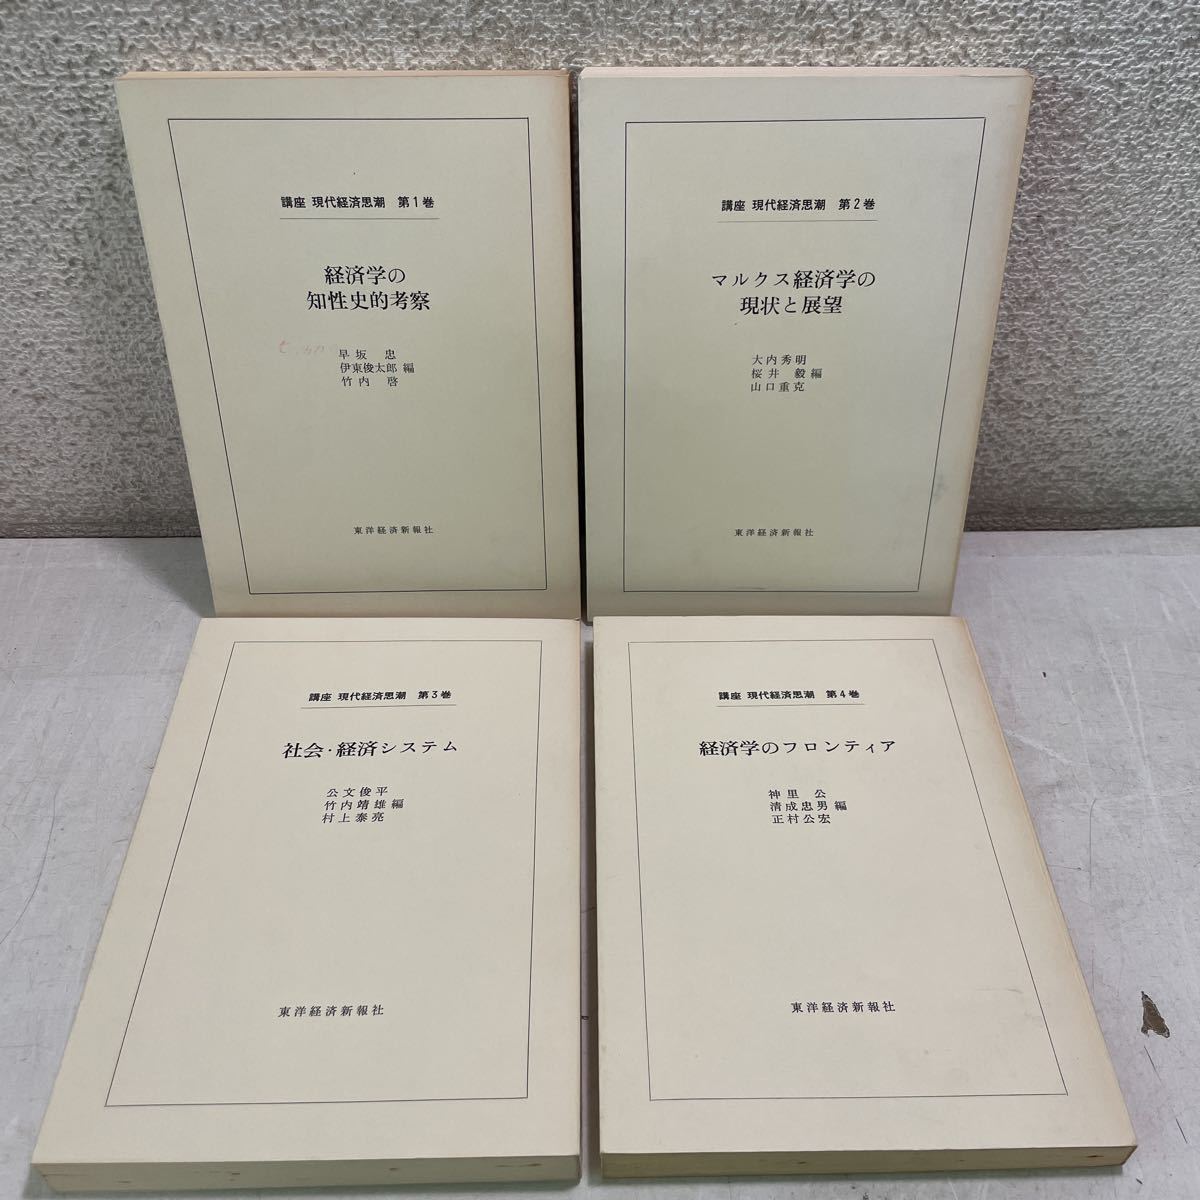 講座 現代経済思潮 第1巻
経済学の
知性史的考察
早坂 忠
伊東俊太郎 編
竹内 啓
東洋経済新報社
講座 現代経済思潮 第2巻
マルクス経済学の
現状と展望
大内秀明
桜井 毅 編
山口重克
東洋経済新報社
講座 現代経済思潮 第3巻
社会・経済システム
公文俊平
竹内靖雄 編
村上泰亮
東洋経済新報社
講座 現代経済思潮 第4巻
経済学のフロンティア
神里 公
清成忠男 編
正村公宏
東洋経済新報社